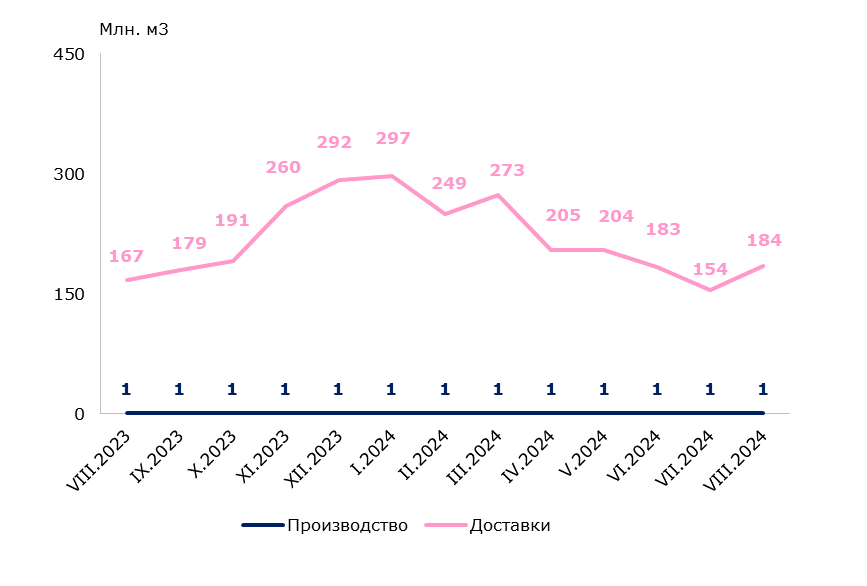 Млн. м3
450
300
150
0
167 179 191 260 292 297 249 273 205 204 183 154 184
1 1 1 1 1 1 1 1 1 1 1 1 1
VIII.2023 IX.2023 X.2023 XI.2023 XII.2023 I.2024 II.2024 III.2024 IV.2024 V.2024 VI.2024 VII.2024 VIII.2024
Производство Доставки